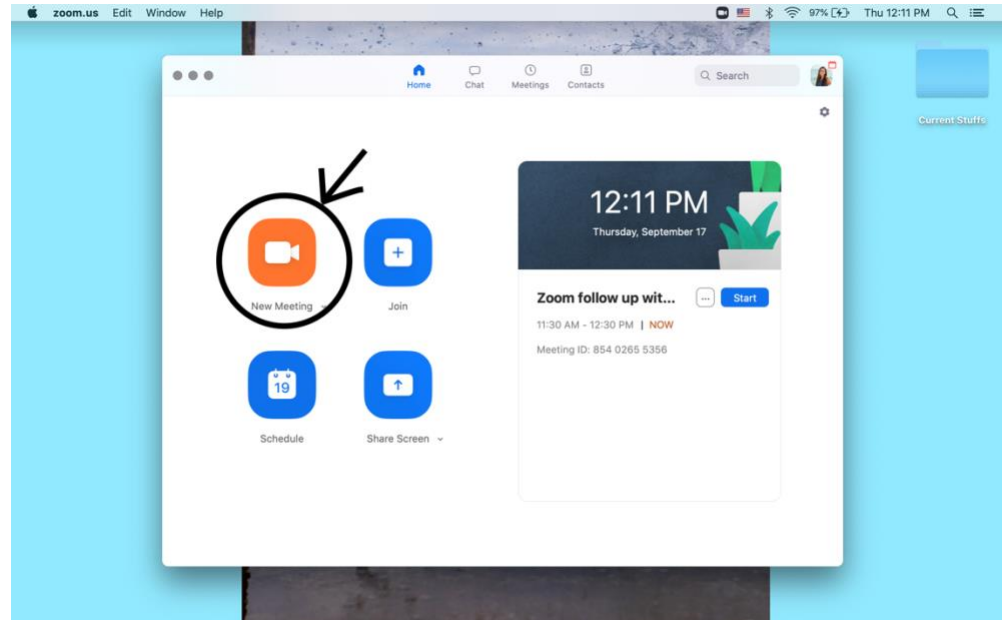 zoom.us Edit Window Help 97% Thu 12:11 PM
Home Chat Meetings Contacts Search
Current Stuffs
12:11 PM
Thursday, September 17
New Meeting Join
Zoom follow up wit... ... Start
11:30 AM - 12:30 PM | NOW
Meeting ID: 854 0265 5356
19
Schedule Share Screen